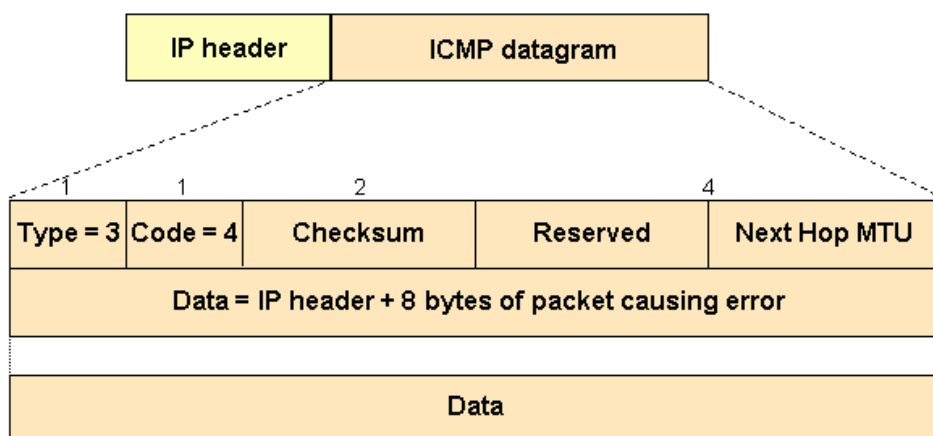 IP header ICMP datagram
1 1 2 4
Type = 3 Code = 4 Checksum Reserved Next Hop MTU
Data = IP header + 8 bytes of packet causing error
Data